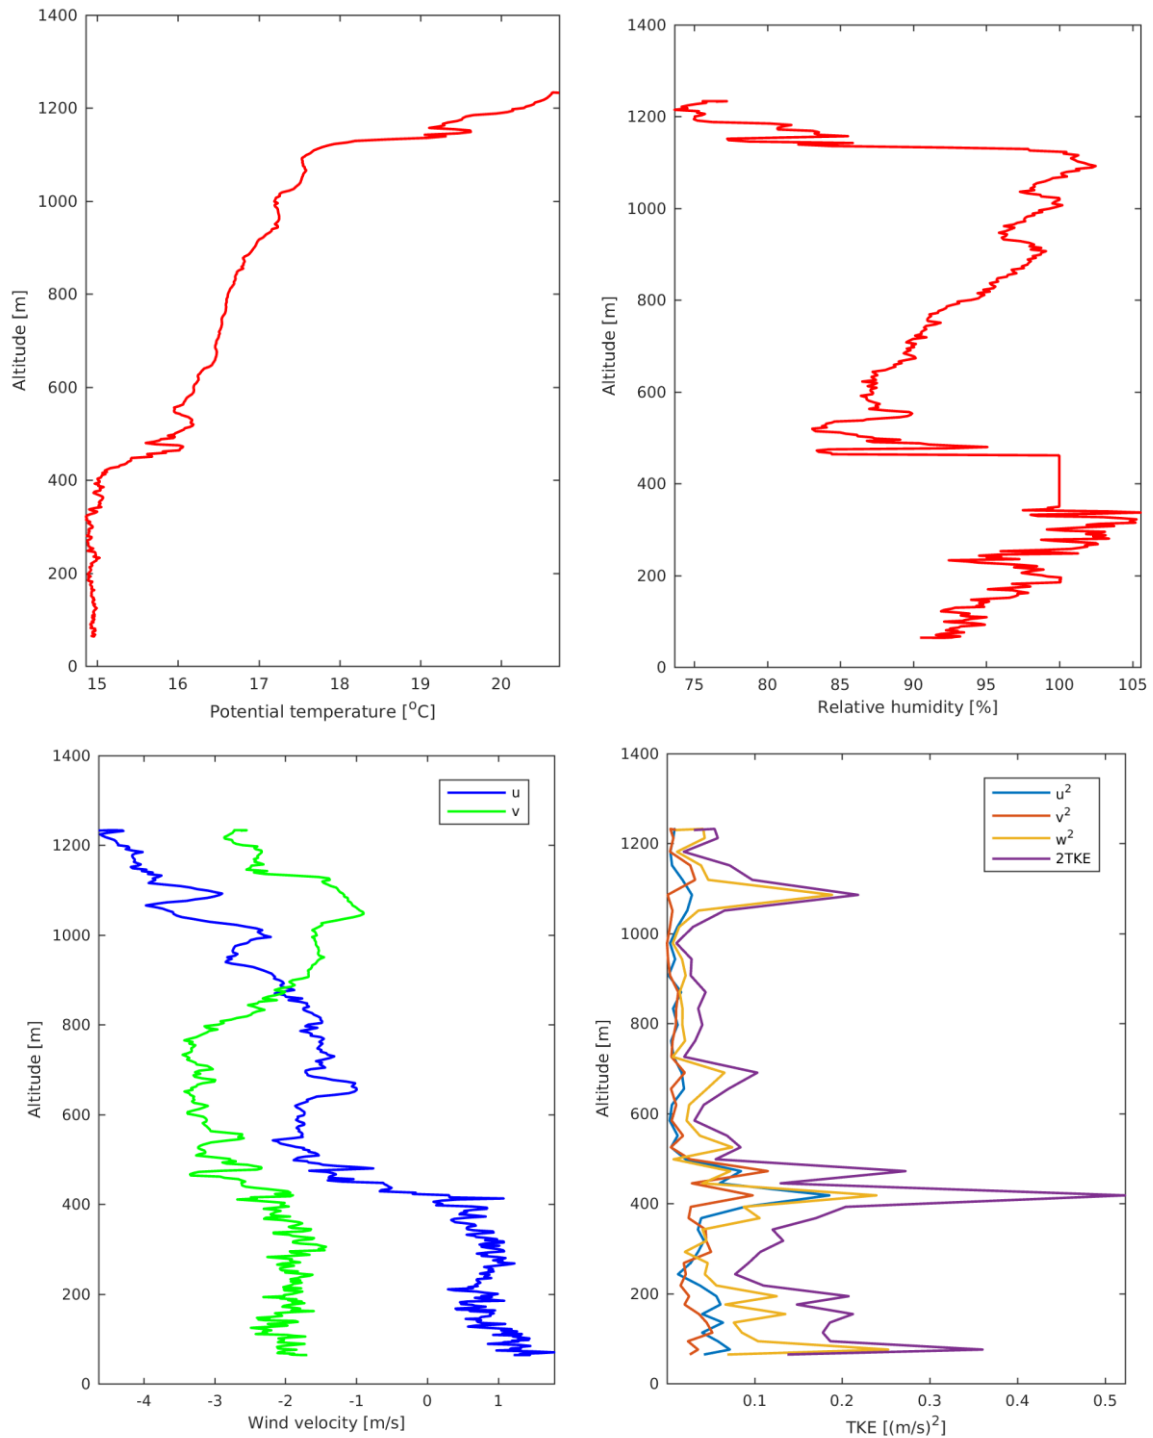 1400
1200
1000
800
600
400
200
0
Altitude [m]
15 16 17 18 19 20
Potential temperature [°C]
1400
1200
1000
800
600
400
200
0
Altitude [m]
75 80 85 90 95 100 105
Relative humidity [%]
1400
1200
1000
800
600
400
200
0
Altitude [m]
u
v
-4 -3 -2 -1 0 1
Wind velocity [m/s]
1400
1200
1000
800
600
400
200
0
Altitude [m]
u²
v²
w²
2TKE
0.1 0.2 0.3 0.4 0.5
TKE [(m/s)²]